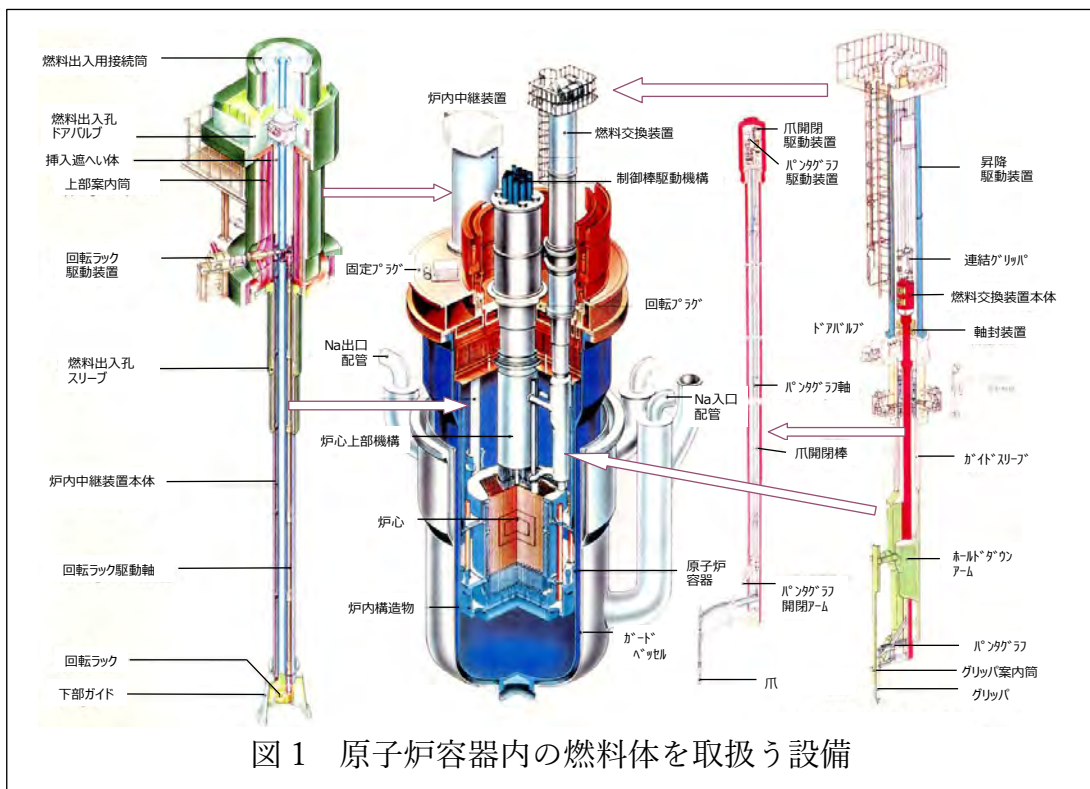 燃料出入用接続筒
燃料出入孔
ドアバルブ
挿入遮へい体
上部案内筒
回転ラック
駆動装置
燃料出入孔
スリーブ
炉内中継装置本体
回転ラック駆動軸
回転ラック
下部ガイド
炉内中継装置
燃料交換装置
制御棒駆動機構
固定プラグ
回転プラグ
Na出口
配管
Na入口
配管
炉心上部機構
炉心
原子炉
容器
炉内構造物
ｶﾞｰﾄﾞ
ﾍﾞｯｾﾙ
爪開閉
駆動装置
ﾊﾟﾝﾀｸﾞﾗﾌ
駆動装置
ﾊﾟﾝﾀｸﾞﾗﾌ軸
爪開閉棒
ﾊﾟﾝﾀｸﾞﾗﾌ
開閉ｱｰﾑ
爪
昇降
駆動装置
連結ｸﾞﾘｯﾊﾟ
燃料交換装置本体
ﾄﾞｱﾊﾞﾙﾌﾞ
軸封装置
ｶﾞｲﾄﾞｽﾘｰﾌﾞ
ﾎｰﾙﾄﾞﾀﾞｳﾝ
ｱｰﾑ
ﾊﾟﾝﾀｸﾞﾗﾌ
グリッパ案内筒
グリッパ
図1　原子炉容器内の燃料体を取扱う設備